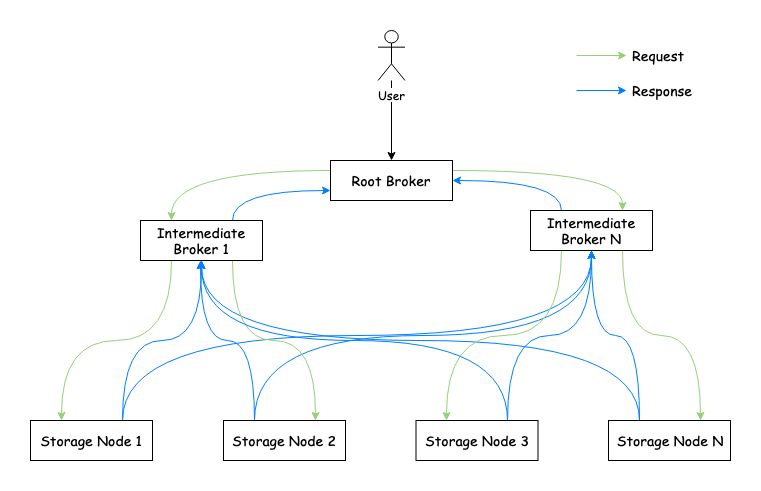 Request
User
Response
Root Broker
Intermediate
Broker 1
Intermediate
Broker N
Storage Node 1
Storage Node 2
Storage Node 3
Storage Node N